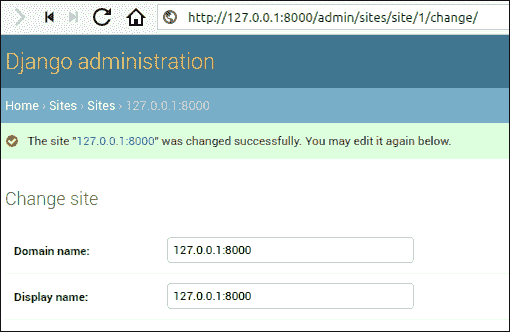 http://127.0.0.1:8000/admin/sites/site/1/change/
Django administration
Home › Sites › Sites › 127.0.0.1:8000
The site "127.0.0.1:8000" was changed successfully. You may edit it again below.
Change site
Domain name: 127.0.0.1:8000
Display name: 127.0.0.1:8000